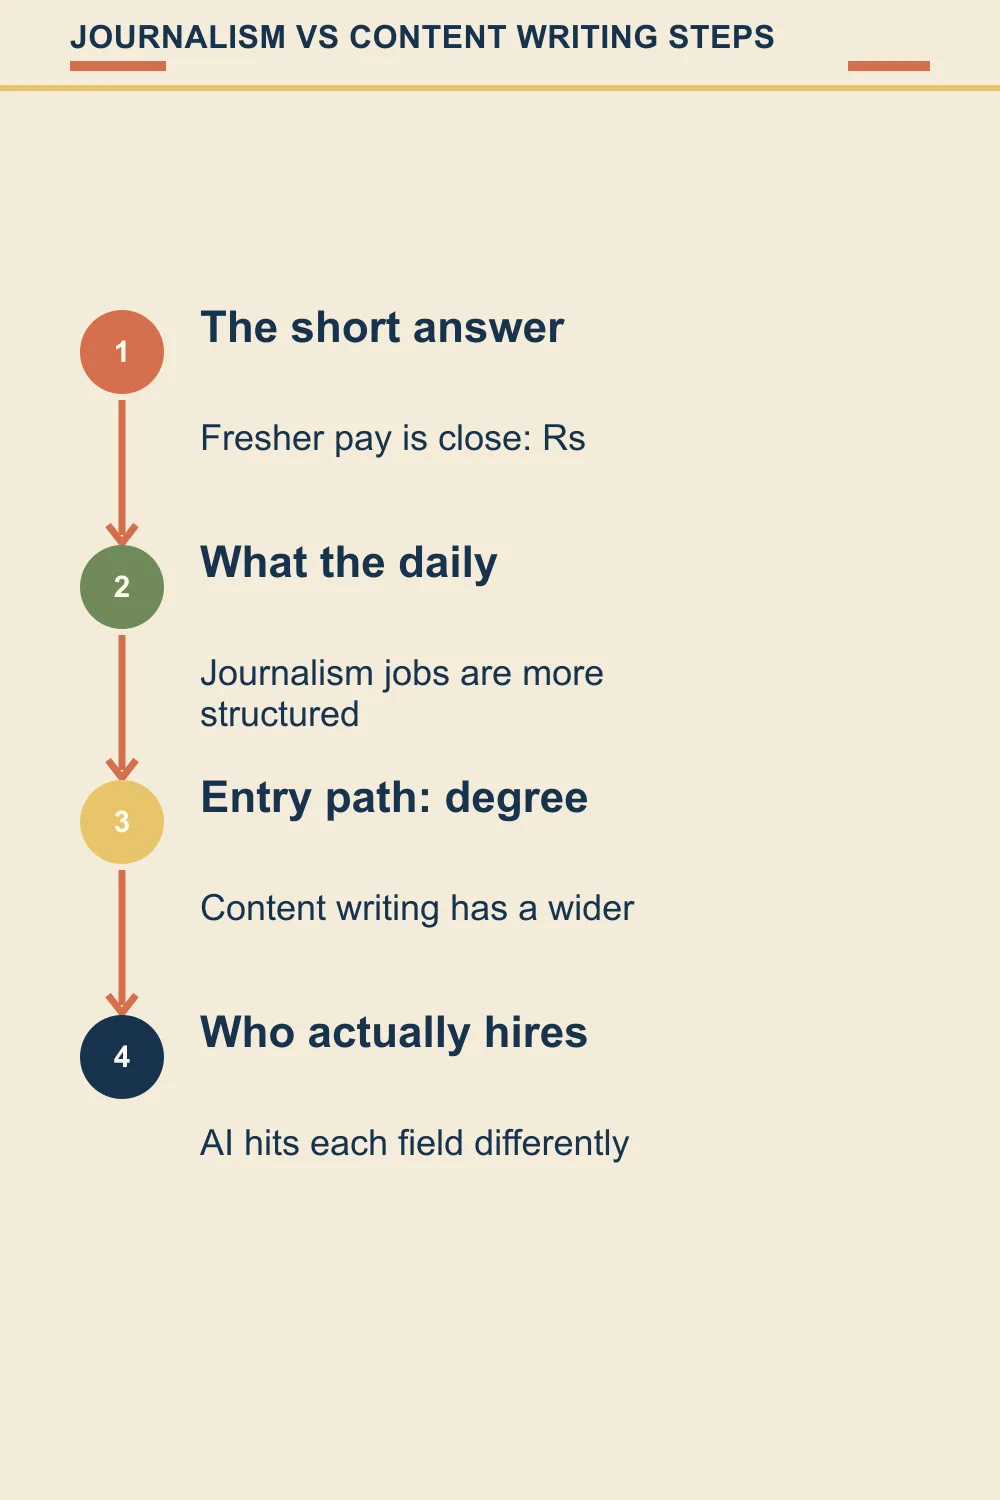 JOURNALISM VS CONTENT WRITING STEPS
1
The short answer
Fresher pay is close: Rs
2
What the daily
Journalism jobs are more
structured
3
Entry path: degree
Content writing has a wider
4
Who actually hires
AI hits each field differently